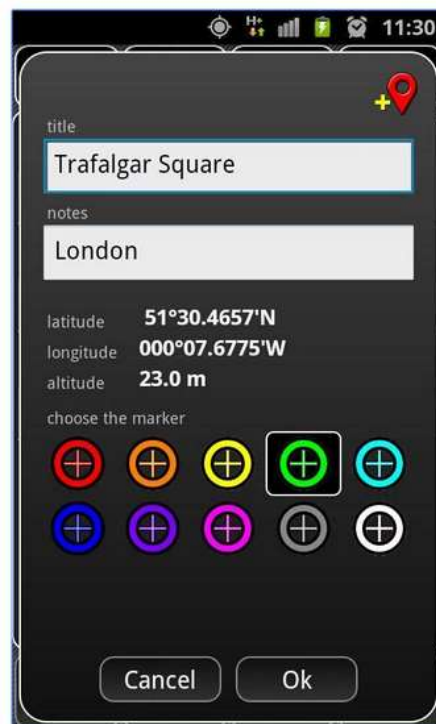 H+ 11:30
title
Trafalgar Square
notes
London
latitude 51°30.4657'N
longitude 000°07.6775'W
altitude 23.0 m
choose the marker
Cancel Ok